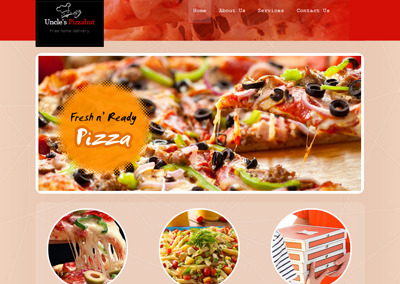 Uncle's Pizzahut
Free home delivery
Home About Us Services Contact Us
Fresh n' Ready
Pizza